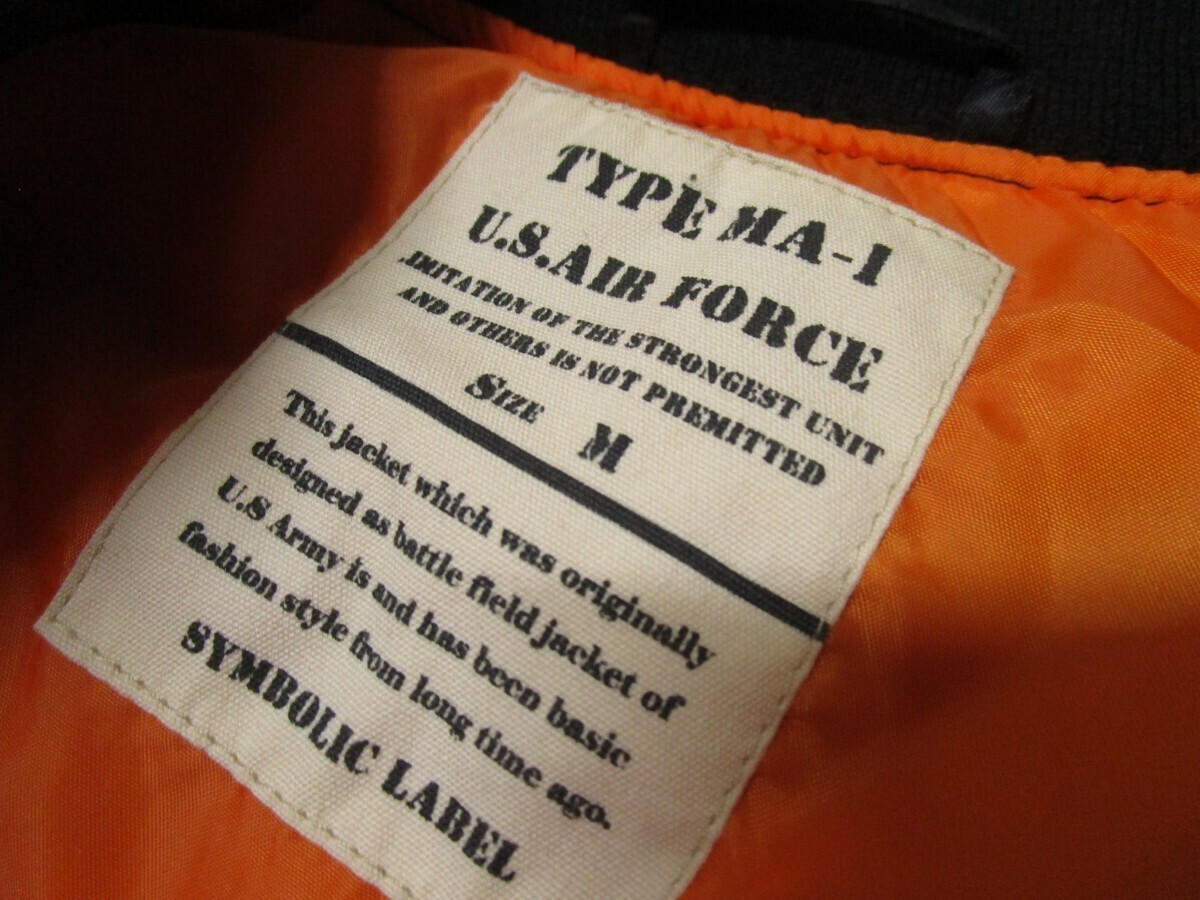 TYPE MA-1
U.S.AIR FORCE
.IMITATION OF THE STRONGEST UNIT
AND OTHERS IS NOT PREMITTED
SIZE M
This jacket which was originally
designed as battle field jacket of
U.S Army is and has been basic
fashion style from long time ago.
SYMBOLIC LABEL